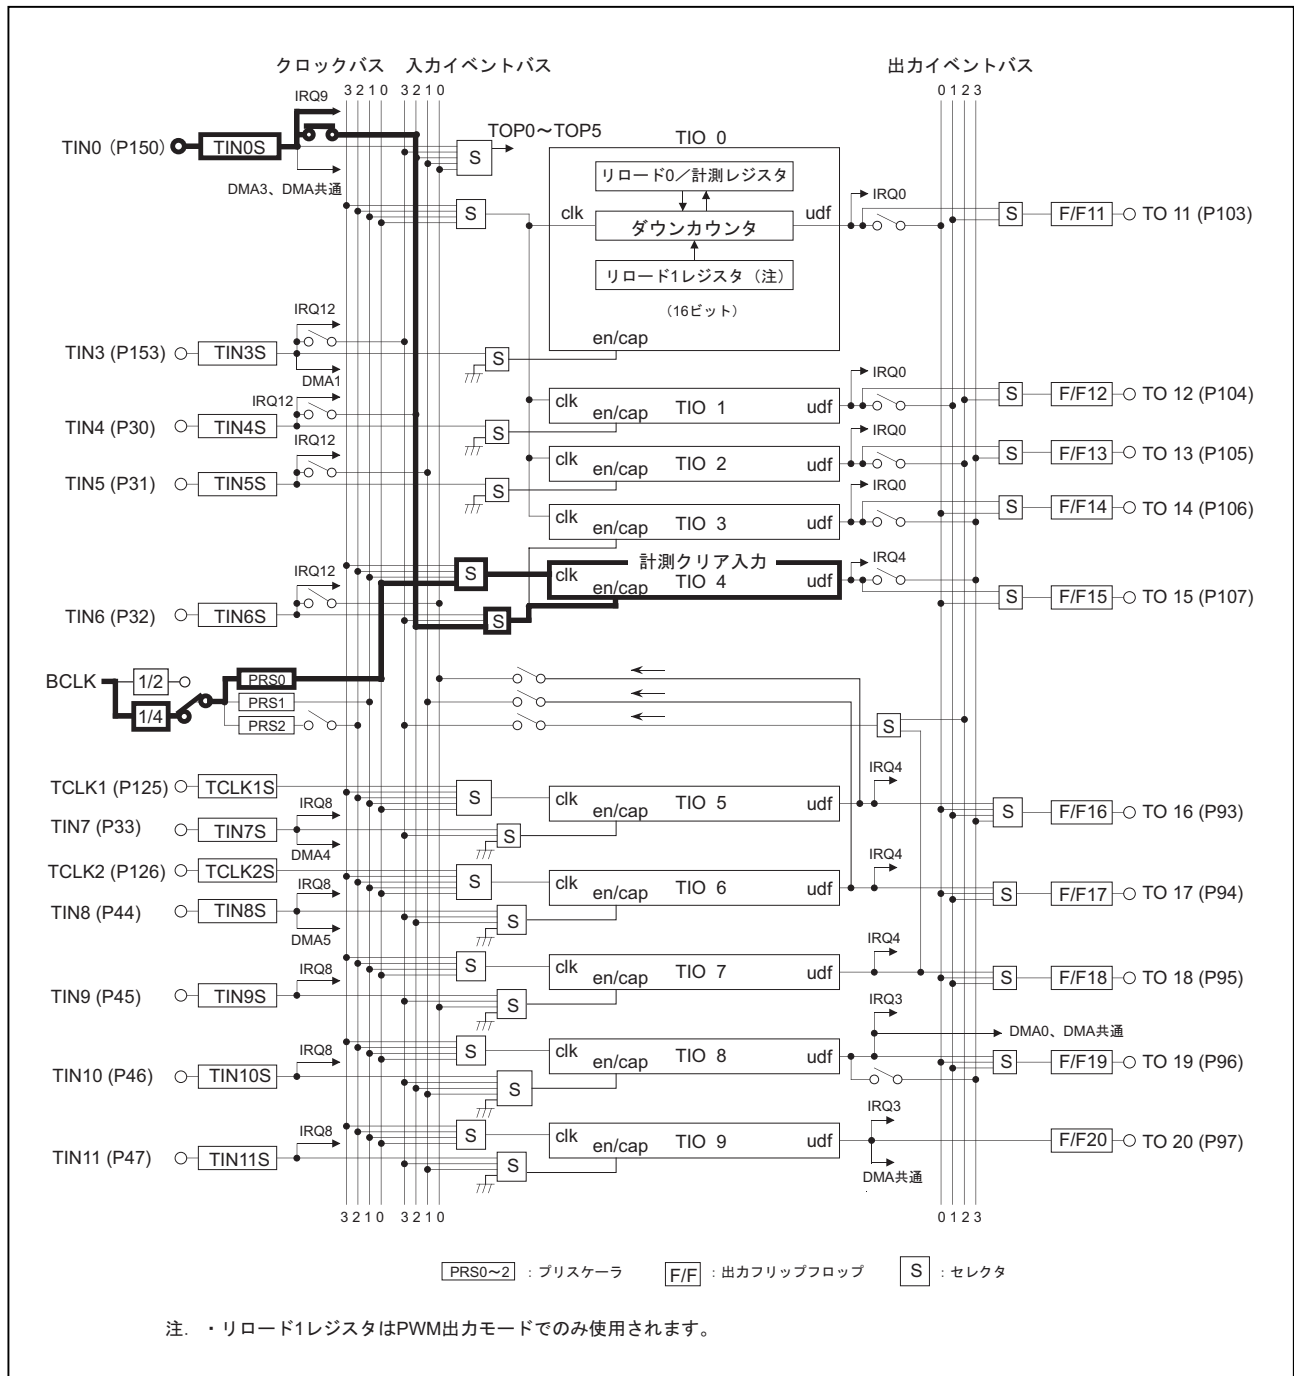 クロックバス 入力イベントバス 出力イベントバス
3 2 1 0 3 2 1 0 0 1 2 3
IRQ9
TOP0～TOP5 TIO 0
TIN0 (P150) TIN0S S
リロード0／計測レジスタ
DMA3、DMA共通
IRQ0
S clk ダウンカウンタ udf S F/F11 TO 11 (P103)
リロード1レジスタ（注）
（16ビット）
IRQ12
en/cap
TIN3 (P153) TIN3S S
DMA1
IRQ0
IRQ12
clk TIO 1 udf S F/F12 TO 12 (P104)
en/cap
TIN4 (P30) TIN4S S
IRQ12 IRQ0
clk TIO 2 udf S F/F13 TO 13 (P105)
en/cap
TIN5 (P31) TIN5S S
IRQ0
clk TIO 3 udf S F/F14 TO 14 (P106)
en/cap
計測クリア入力
IRQ12 IRQ4
S clk TIO 4 udf
en/cap
S F/F15 TO 15 (P107)
TIN6 (P32) TIN6S S
BCLK 1/2 PRS0
PRS1
1/4 PRS2 S
IRQ4
TCLK1 (P125) TCLK1S S clk TIO 5 udf S F/F16 TO 16 (P93)
IRQ8
en/cap
TIN7 (P33) TIN7S S
DMA4
IRQ4
TCLK2 (P126) TCLK2S S clk TIO 6 udf S F/F17 TO 17 (P94)
IRQ8
en/cap
TIN8 (P44) TIN8S S
DMA5
IRQ4
S clk TIO 7 udf S F/F18 TO 18 (P95)
IRQ8
en/cap
TIN9 (P45) TIN9S S
IRQ3
DMA0、DMA共通
S clk TIO 8 udf S F/F19 TO 19 (P96)
IRQ8
en/cap
TIN10 (P46) TIN10S S
IRQ3
IRQ8
S clk TIO 9 udf F/F20 TO 20 (P97)
en/cap
TIN11 (P47) TIN11S S
DMA共通
3 2 1 0 3 2 1 0 0 1 2 3
PRS0～2 : プリスケーラ F/F : 出力フリップフロップ S : セレクタ
注. ・リロード1レジスタはPWM出力モードでのみ使用されます。